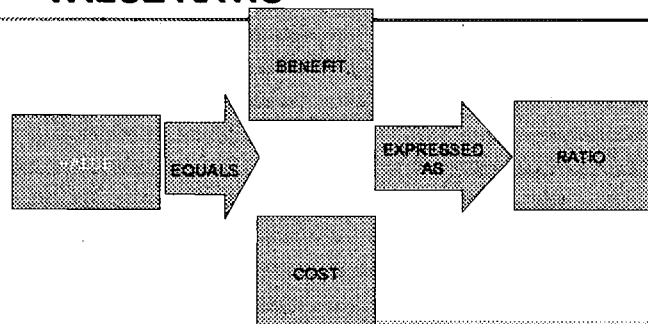 VALUE RATIO
BENEFIT
VALUE
EQUALS
EXPRESSED
AS
RATIO
COST